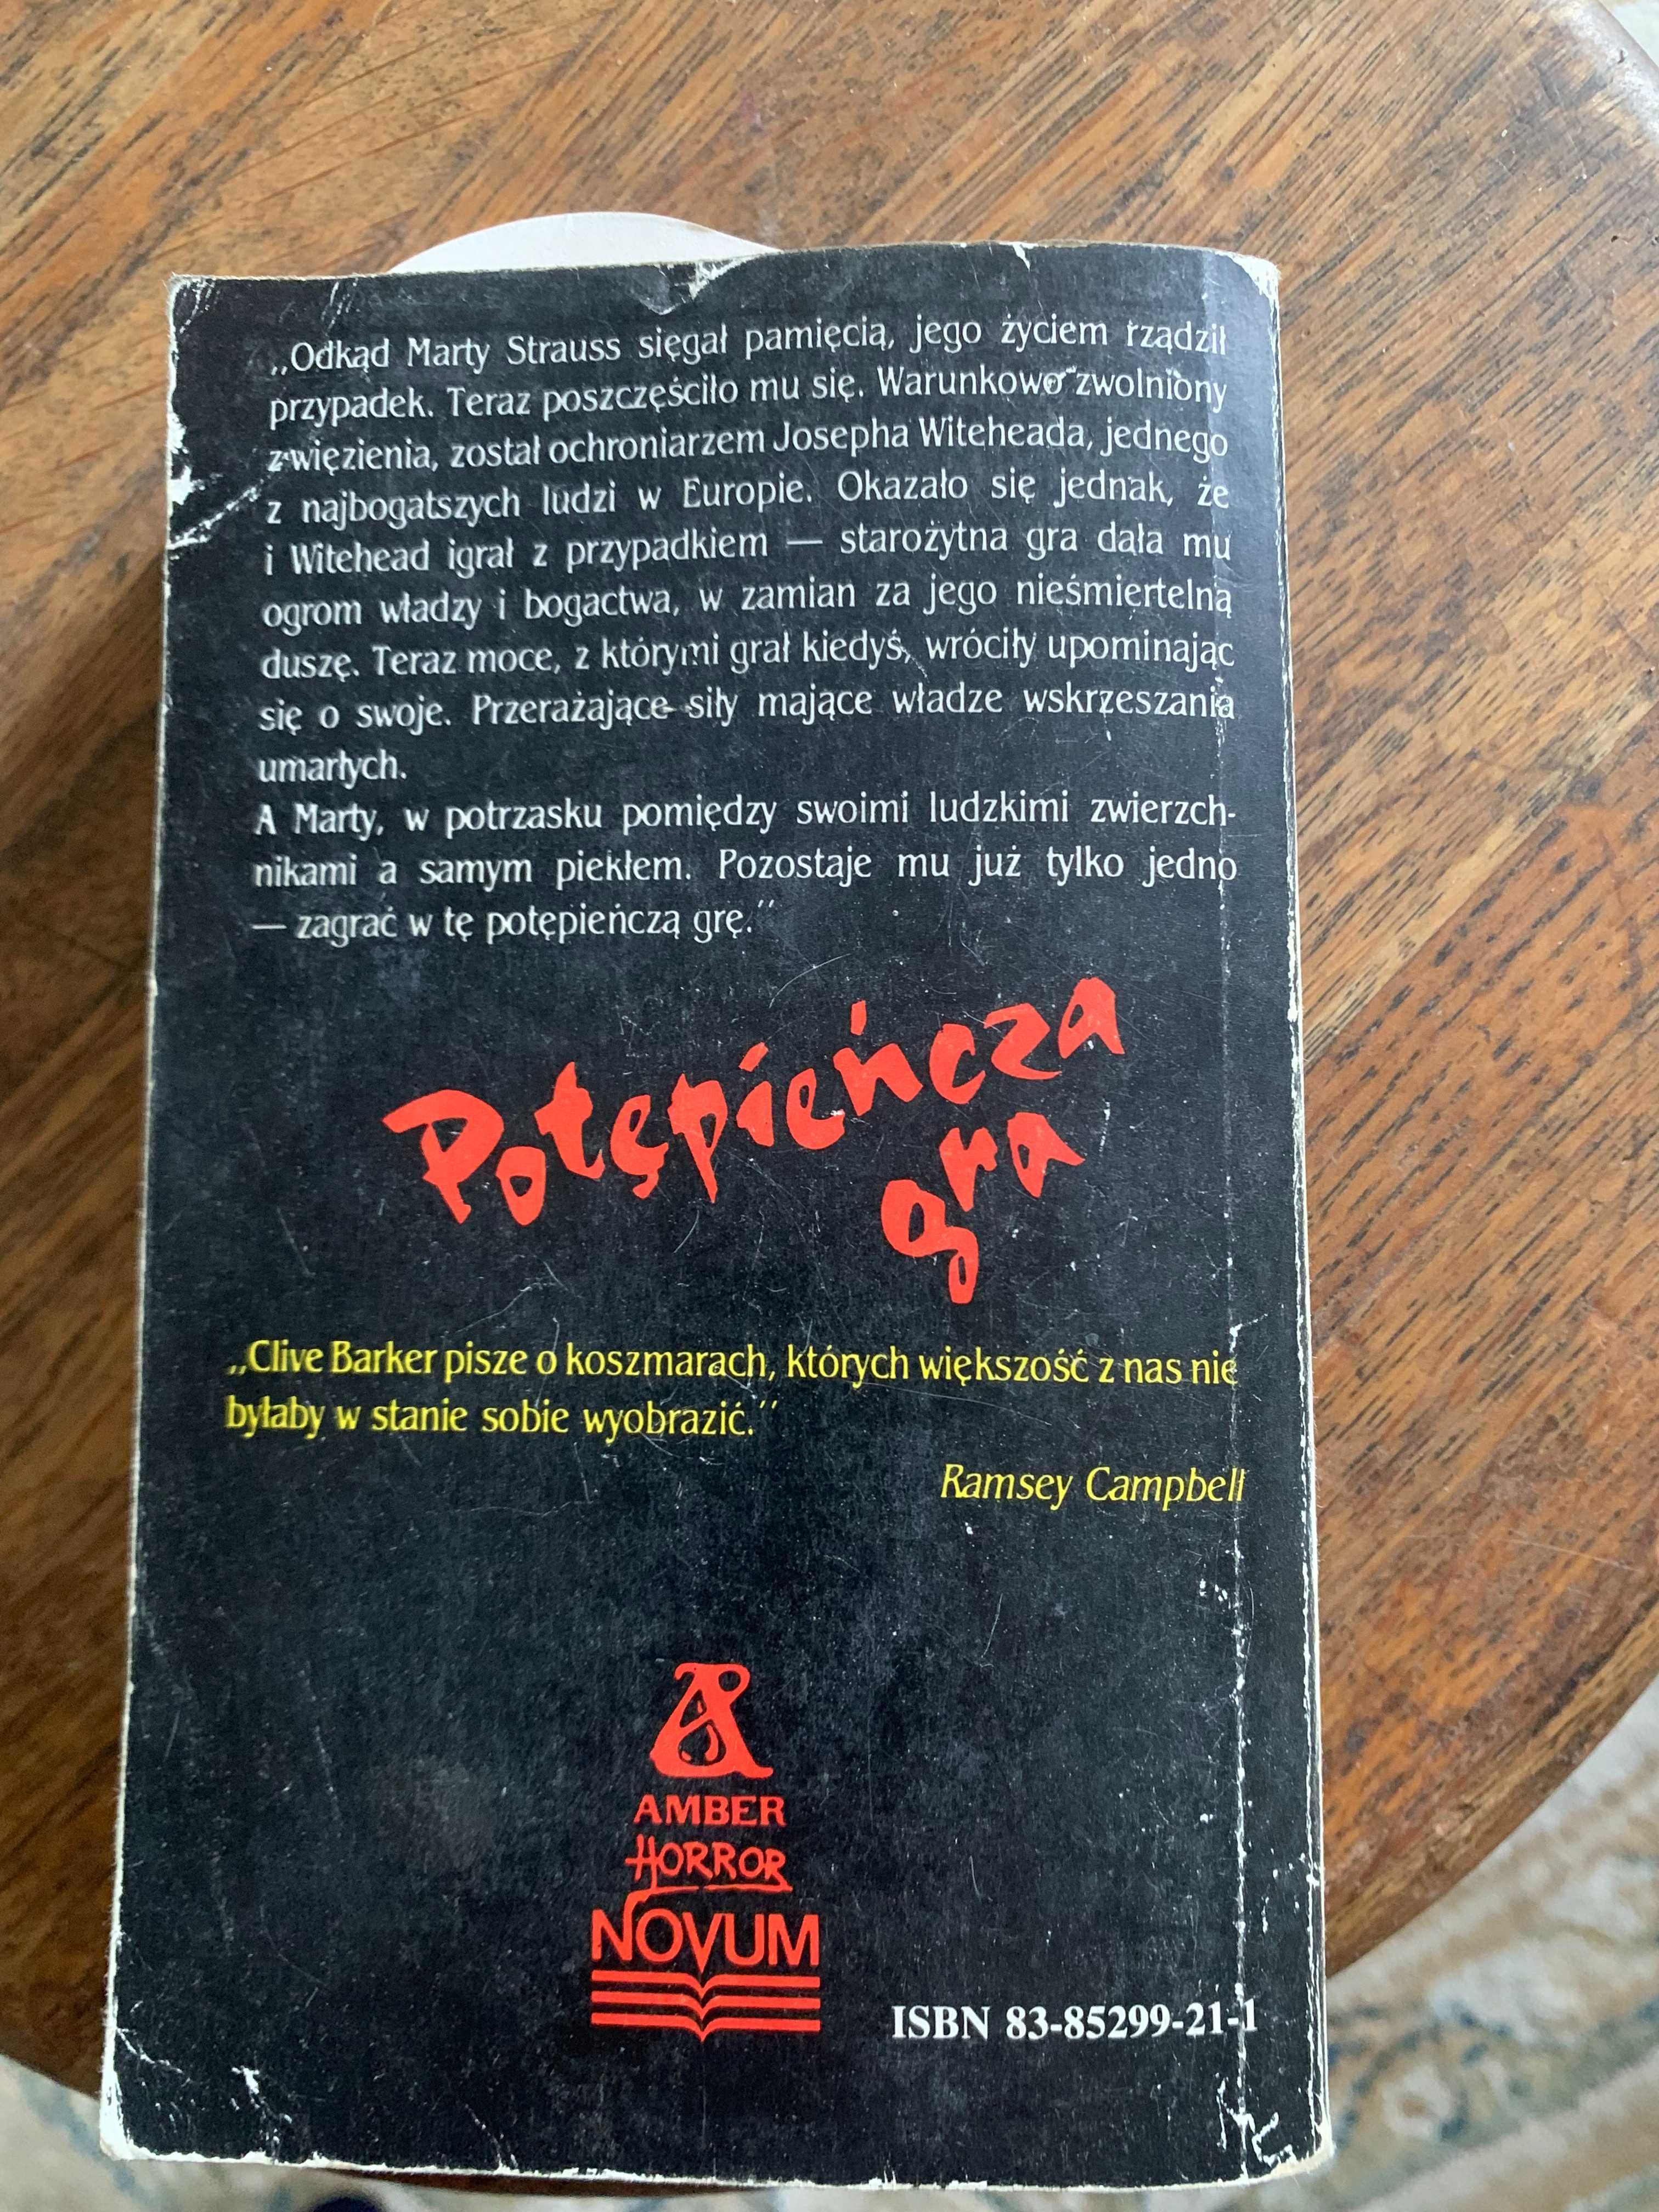 „Odkąd Marty Strauss sięgał pamięcią, jego życiem rządził
przypadek. Teraz poszczęściło mu się. Warunkowo zwolniony
z więzienia, został ochroniarzem Josepha Witeheada, jednego
z najbogatszych ludzi w Europie. Okazało się jednak, że
i Witehead igrał z przypadkiem — starożytna gra dała mu
ogrom władzy i bogactwa, w zamian za jego nieśmiertelną
duszę. Teraz moce, z którymi grał kiedyś, wróciły upominając
się o swoje. Przerażające siły mające władze wskrzeszania
umarłych.
A Marty, w potrzasku pomiędzy swoimi ludzkimi zwierzch-
nikami a samym piekłem. Pozostaje mu już tylko jedno
— zagrać w tę potępieńczą grę.”
Potępieńcza
gra
„Clive Barker pisze o koszmarach, których większość z nas nie
byłaby w stanie sobie wyobrazić.”
Ramsey Campbell
AMBER
HORROR
NOVUM
ISBN 83-85299-21-1